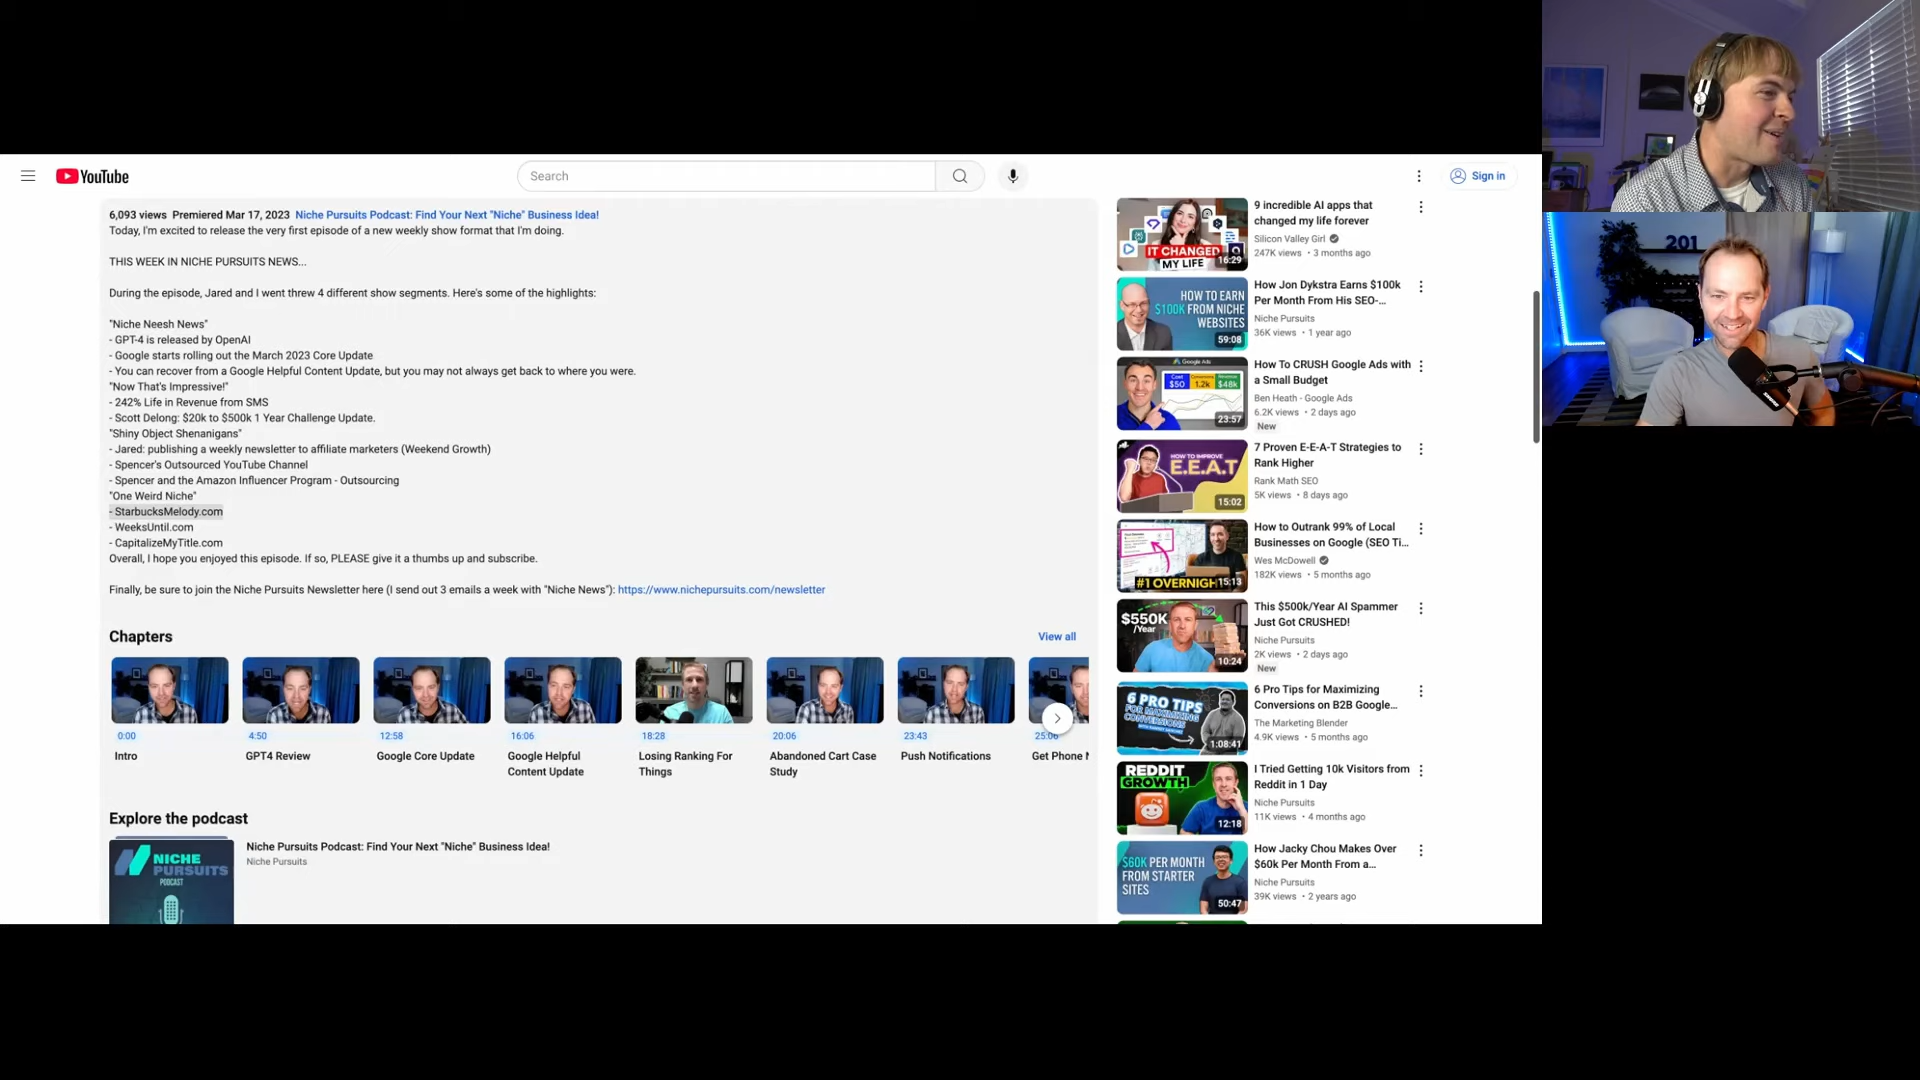 YouTube
Search
Sign in
6,093 views Premiered Mar 17, 2023 Niche Pursuits Podcast: Find Your Next "Niche" Business Idea!
Today, I'm excited to release the very first episode of a new weekly show format that I'm doing.
THIS WEEK IN NICHE PURSUITS NEWS...
During the episode, Jared and I went threw 4 different show segments. Here's some of the highlights:
"Niche Neesh News"
- GPT-4 is released by OpenAI
- Google starts rolling out the March 2023 Core Update
- You can recover from a Google Helpful Content Update, but you may not always get back to where you were.
"Now That's Impressive!"
- 242% Life in Revenue from SMS
- Scott Delong: $20k to $500k 1 Year Challenge Update.
"Shiny Object Shenanigans"
- Jared: publishing a weekly newsletter to affiliate marketers (Weekend Growth)
- Spencer's Outsourced YouTube Channel
- Spencer and the Amazon Influencer Program - Outsourcing
"One Weird Niche"
- StarbucksMelody.com
- WeeksUntil.com
- CapitalizeMyTitle.com
Overall, I hope you enjoyed this episode. If so, PLEASE give it a thumbs up and subscribe.
Finally, be sure to join the Niche Pursuits Newsletter here (I send out 3 emails a week with "Niche News"): https://www.nichepursuits.com/newsletter
Chapters
View all
0:00
Intro
4:50
GPT4 Review
12:58
Google Core Update
16:06
Google Helpful
Content Update
18:28
Losing Ranking For
Things
20:06
Abandoned Cart Case
Study
23:43
Push Notifications
25:06
Get Phone
Explore the podcast
NICHE
PURSUITS
PODCAST
Niche Pursuits Podcast: Find Your Next "Niche" Business Idea!
Niche Pursuits
IT CHANGED
MY LIFE
16:29
9 incredible AI apps that
changed my life forever
Silicon Valley Girl
247K views • 3 months ago
HOW TO EARN
$100K FROM NICHE
WEBSITES
59:08
How Jon Dykstra Earns $100k
Per Month From His SEO-...
Niche Pursuits
36K views • 1 year ago
Google Ads
Cost
$50
Conversions
1.2k
Revenue
$48k
23:57
How To CRUSH Google Ads with
a Small Budget
Ben Heath - Google Ads
6.2K views • 2 days ago
New
HOW TO IMPROVE
E.E.A.T
15:02
7 Proven E-E-A-T Strategies to
Rank Higher
Rank Math SEO
5K views • 8 days ago
#1 OVERNIGH
15:13
How to Outrank 99% of Local
Businesses on Google (SEO Ti...
Wes McDowell
182K views • 5 months ago
$550K
/Year
10:24
This $500k/Year AI Spammer
Just Got CRUSHED!
Niche Pursuits
2K views • 2 days ago
New
6 PRO TIPS
FOR MAXIMIZING
CONVERSIONS
1:08:41
6 Pro Tips for Maximizing
Conversions on B2B Google...
The Marketing Blender
4.9K views • 5 months ago
REDDIT
GROWTH
12:18
I Tried Getting 10k Visitors from
Reddit in 1 Day
Niche Pursuits
11K views • 4 months ago
$60K PER MONTH
FROM STARTER
SITES
50:47
How Jacky Chou Makes Over
$60k Per Month From a...
Niche Pursuits
39K views • 2 years ago
201